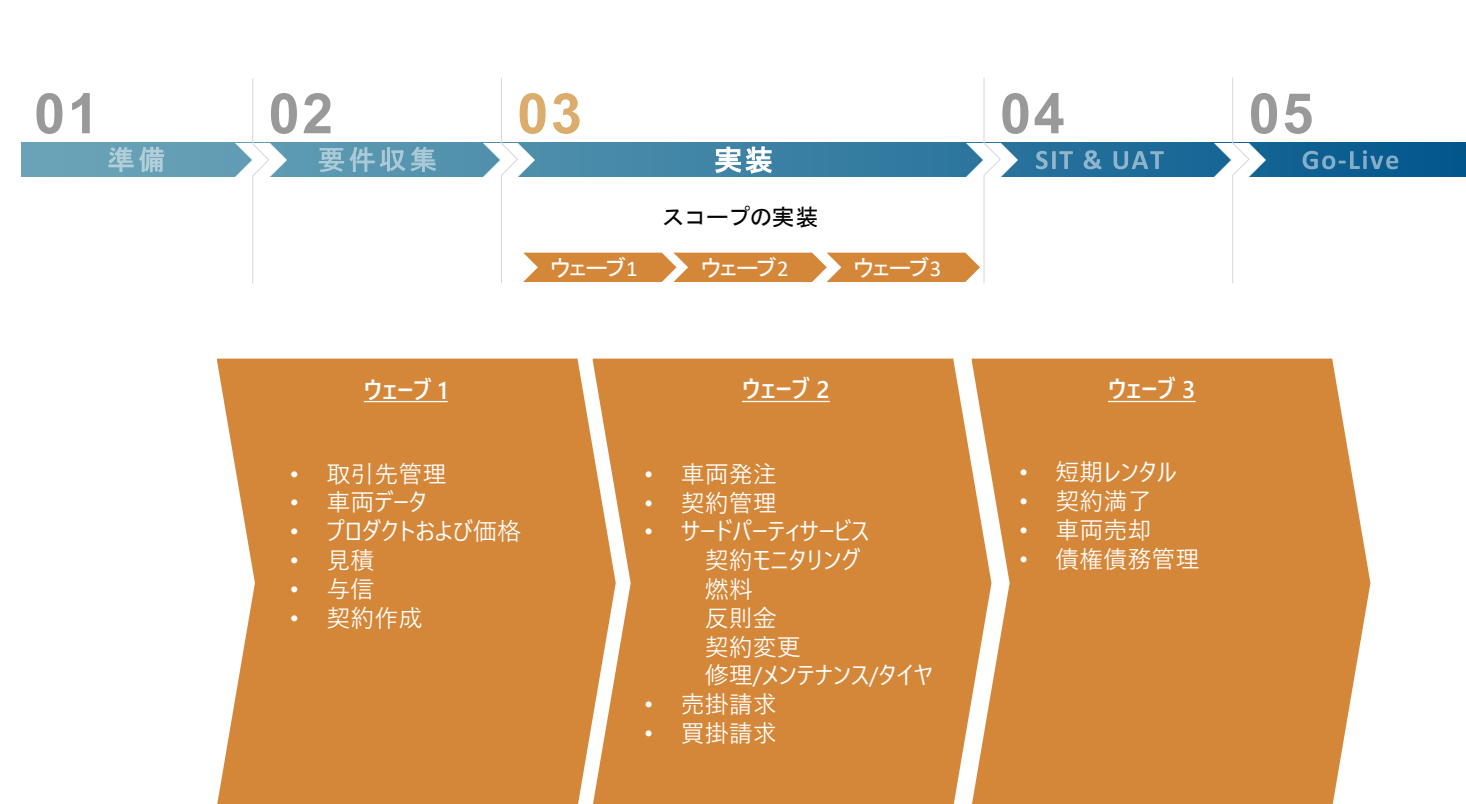 01
02
03
04
05
準備
要件収集
実装
SIT & UAT
Go-Live
スコープの実装
ウェーブ1
ウェーブ2
ウェーブ3
ウェーブ 1
• 取引先管理
• 車両データ
• プロダクトおよび価格
• 見積
• 与信
• 契約作成
ウェーブ 2
• 車両発注
• 契約管理
• サードパーティサービス
契約モニタリング
燃料
反則金
契約変更
修理/メンテナンス/タイヤ
• 売掛請求
• 買掛請求
ウェーブ 3
• 短期レンタル
• 契約満了
• 車両売却
• 債権債務管理